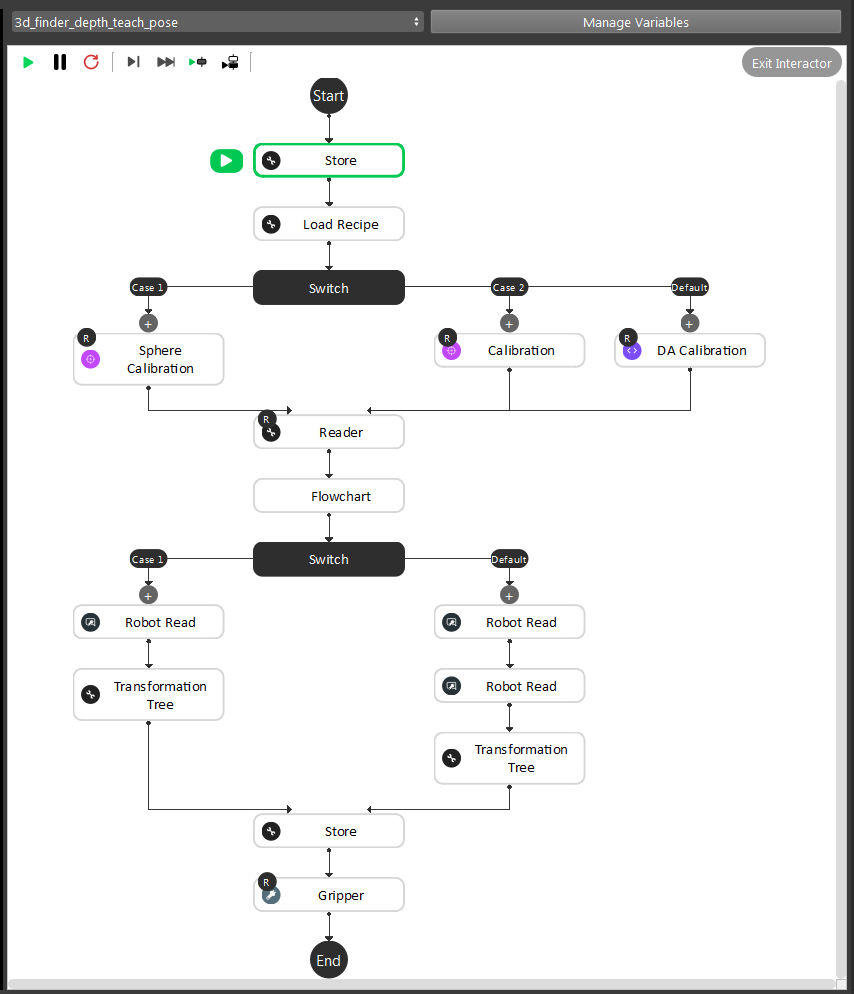 3d_finder_depth_teach_pose
Manage Variables
Exit Interactor
Start
Store
Load Recipe
Case 1
Switch
Case 2
Default
+
+
+
R
Sphere
Calibration
R
Calibration
R
DA Calibration
R
Reader
Flowchart
Case 1
Switch
Default
+
+
Robot Read
Robot Read
Transformation
Tree
Robot Read
Transformation
Tree
Store
R
Gripper
End